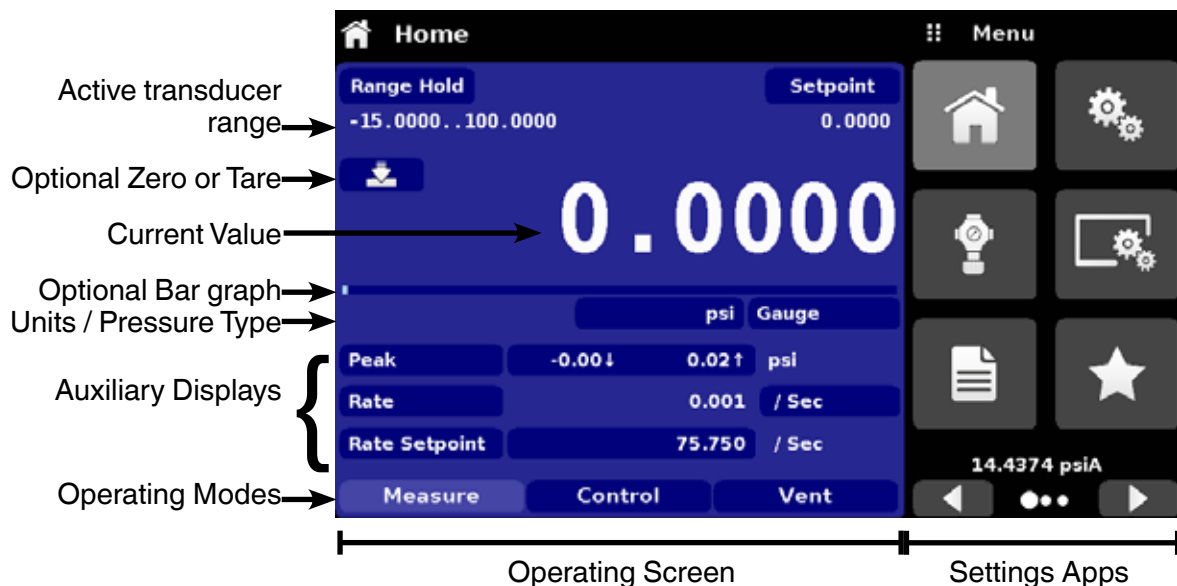 Home
Menu
Active transducer
range
Range Hold
Setpoint
-15.0000..100.0000
0.0000
Optional Zero or Tare
Current Value
0.0000
Optional Bar graph
Units / Pressure Type
psi
Gauge
Auxiliary Displays
Peak
-0.00↓
0.02↑
psi
Rate
0.001
/ Sec
Rate Setpoint
75.750
/ Sec
14.4374 psiA
Operating Modes
Measure
Control
Vent
Operating Screen
Settings Apps